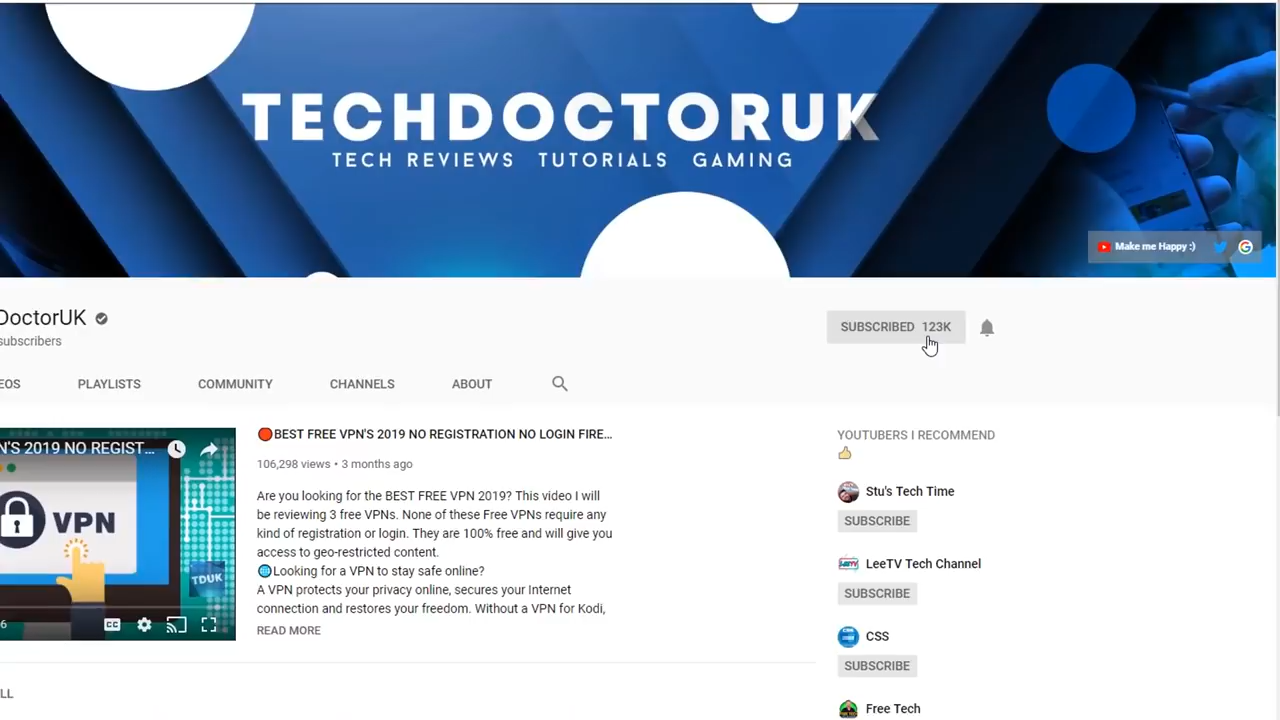 TECHDOCTORUK
TECH REVIEWS TUTORIALS GAMING
Make me Happy :)
DoctorUK
subscribers
SUBSCRIBED 123K
EOS PLAYLISTS COMMUNITY CHANNELS ABOUT
N'S 2019 NO REGIST...
VPN
TDUK
6
CC
🔴BEST FREE VPN'S 2019 NO REGISTRATION NO LOGIN FIRE...
106,298 views • 3 months ago
Are you looking for the BEST FREE VPN 2019? This video I will
be reviewing 3 free VPNs. None of these Free VPNs require any
kind of registration or login. They are 100% free and will give you
access to geo-restricted content.
🌐Looking for a VPN to stay safe online?
A VPN protects your privacy online, secures your Internet
connection and restores your freedom. Without a VPN for Kodi,
READ MORE
YOUTUBERS I RECOMMEND
👍
Stu's Tech Time
SUBSCRIBE
LeeTV Tech Channel
SUBSCRIBE
CSS
SUBSCRIBE
Free Tech
LL